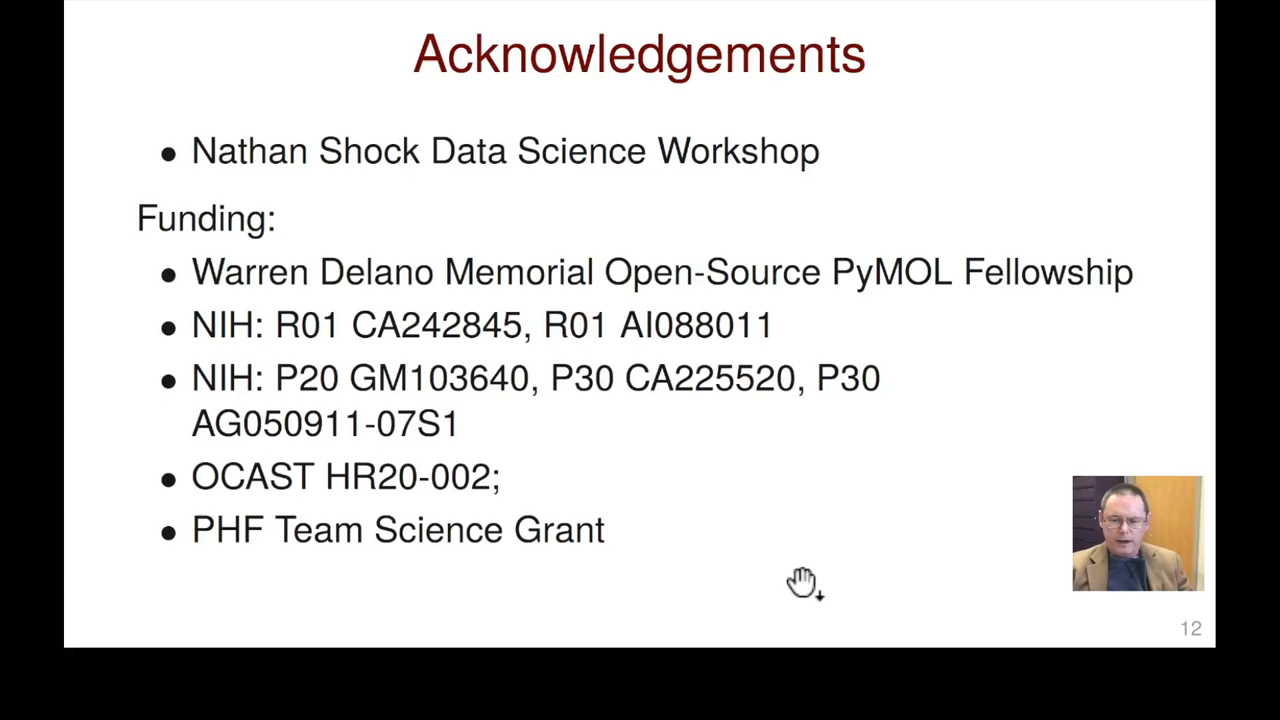 Acknowledgements
• Nathan Shock Data Science Workshop
Funding:
• Warren Delano Memorial Open-Source PyMOL Fellowship
• NIH: R01 CA242845, R01 AI088011
• NIH: P20 GM103640, P30 CA225520, P30
AG050911-07S1
• OCAST HR20-002;
• PHF Team Science Grant
12